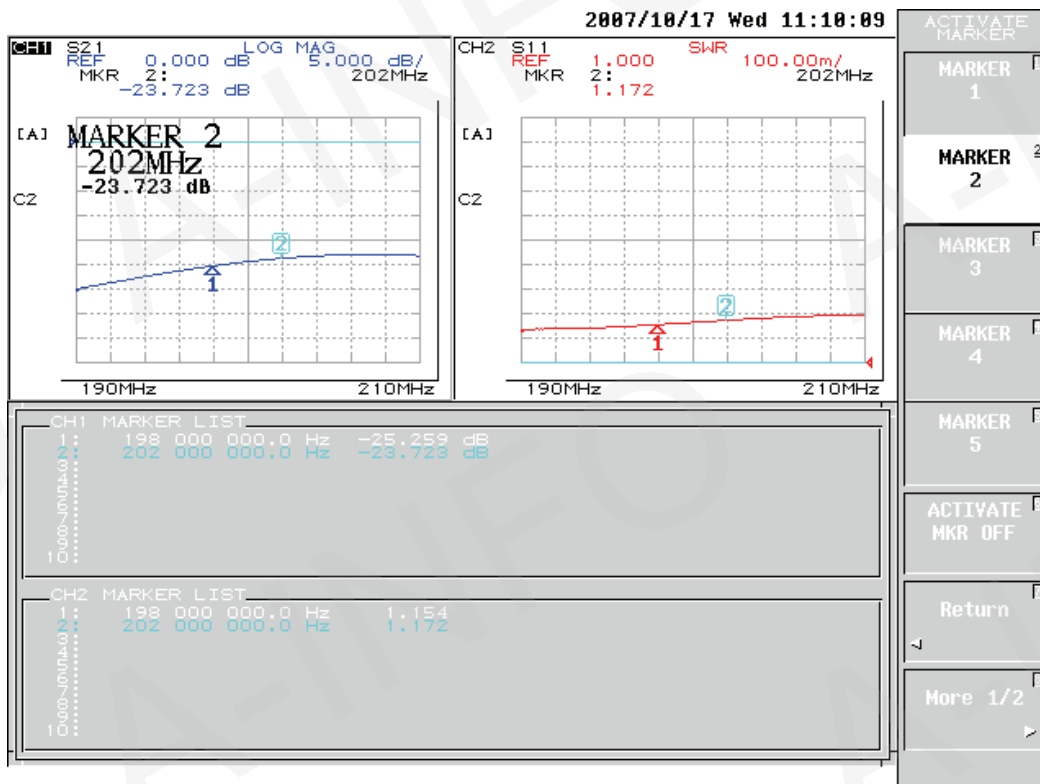 2007/10/17 Wed 11:10:09
CH1 S21 LOG MAG
REF 0.000 dB 5.000 dB/
MKR 2: 202MHz
-23.723 dB
[A]
MARKER 2
202MHz
-23.723 dB
C2
2
1
190MHz 210MHz
CH2 S11 SWR
REF 1.000 100.00m/
MKR 2: 202MHz
1.172
[A]
C2
2
1
190MHz 210MHz
CH1 MARKER LIST
1: 198 000 000.0 Hz -25.259 dB
2: 202 000 000.0 Hz -23.723 dB
3:
4:
5:
6:
7:
8:
9:
10:
CH2 MARKER LIST
1: 198 000 000.0 Hz 1.154
2: 202 000 000.0 Hz 1.172
3:
4:
5:
6:
7:
8:
9:
10:
ACTIVATE
MARKER
MARKER
1
MARKER
2
MARKER
3
MARKER
4
MARKER
5
ACTIVATE
MKR OFF
Return
More 1/2
A-INFO